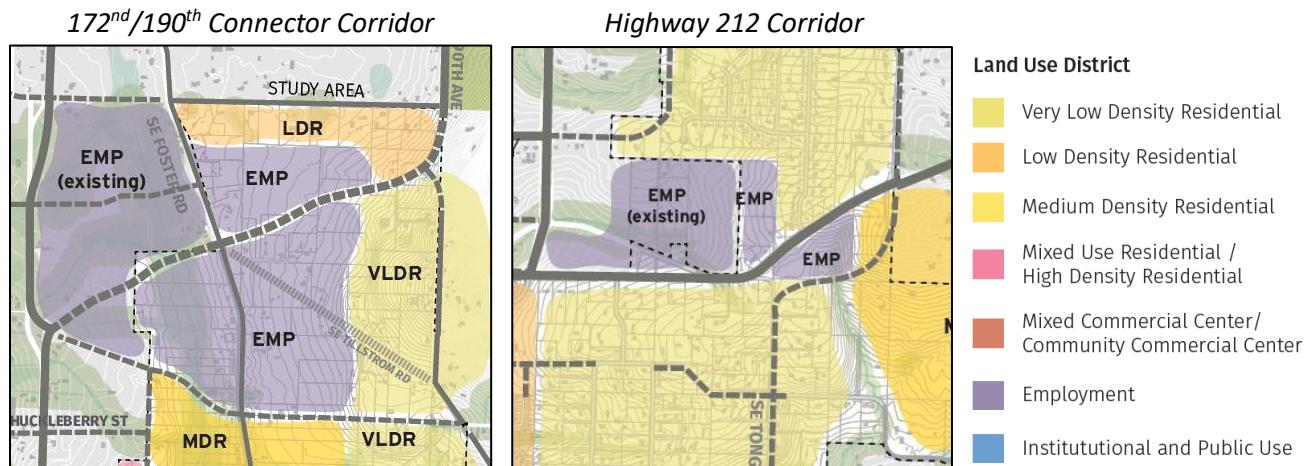 172nd/190th Connector Corridor
Highway 212 Corridor
STUDY AREA
LDR
EMP
(existing)
SE FOSTER RD
EMP
VLDR
EMP
SE TILLSTROM RD
HUCKLEBERRY ST
MDR
VLDR
EMP
(existing)
EMP
EMP
SE TONG
Land Use District
Very Low Density Residential
Low Density Residential
Medium Density Residential
Mixed Use Residential /
High Density Residential
Mixed Commercial Center/
Community Commercial Center
Employment
Institututional and Public Use